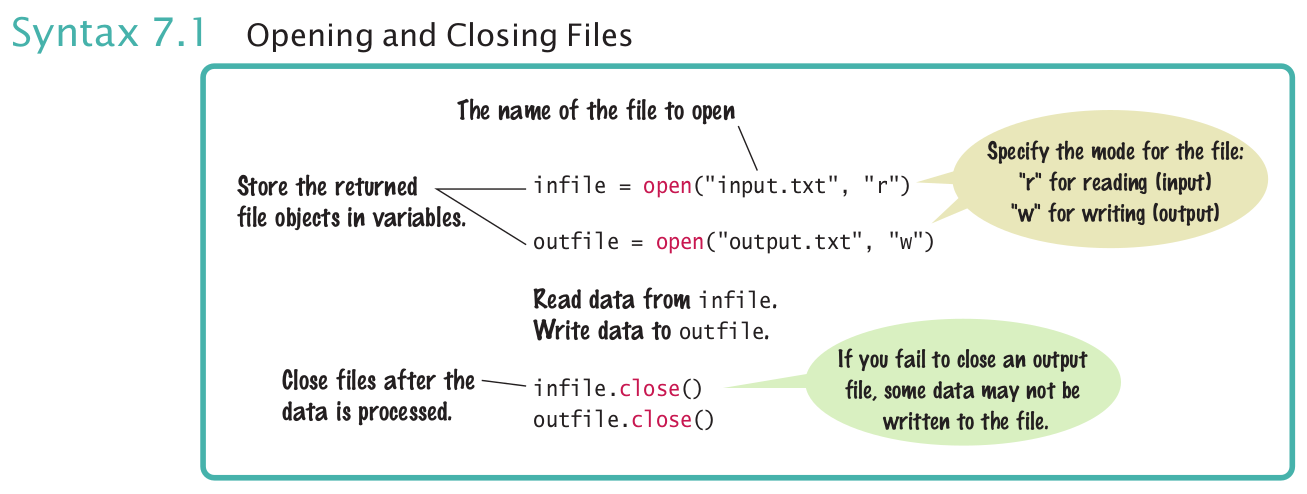 Syntax 7.1 Opening and Closing Files
The name of the file to open
Specify the mode for the file:
"r" for reading (input)
"w" for writing (output)
Store the returned
file objects in variables.
infile = open("input.txt", "r")
outfile = open("output.txt", "w")
Read data from infile.
Write data to outfile.
If you fail to close an output
file, some data may not be
written to the file.
Close files after the
data is processed.
infile.close()
outfile.close()